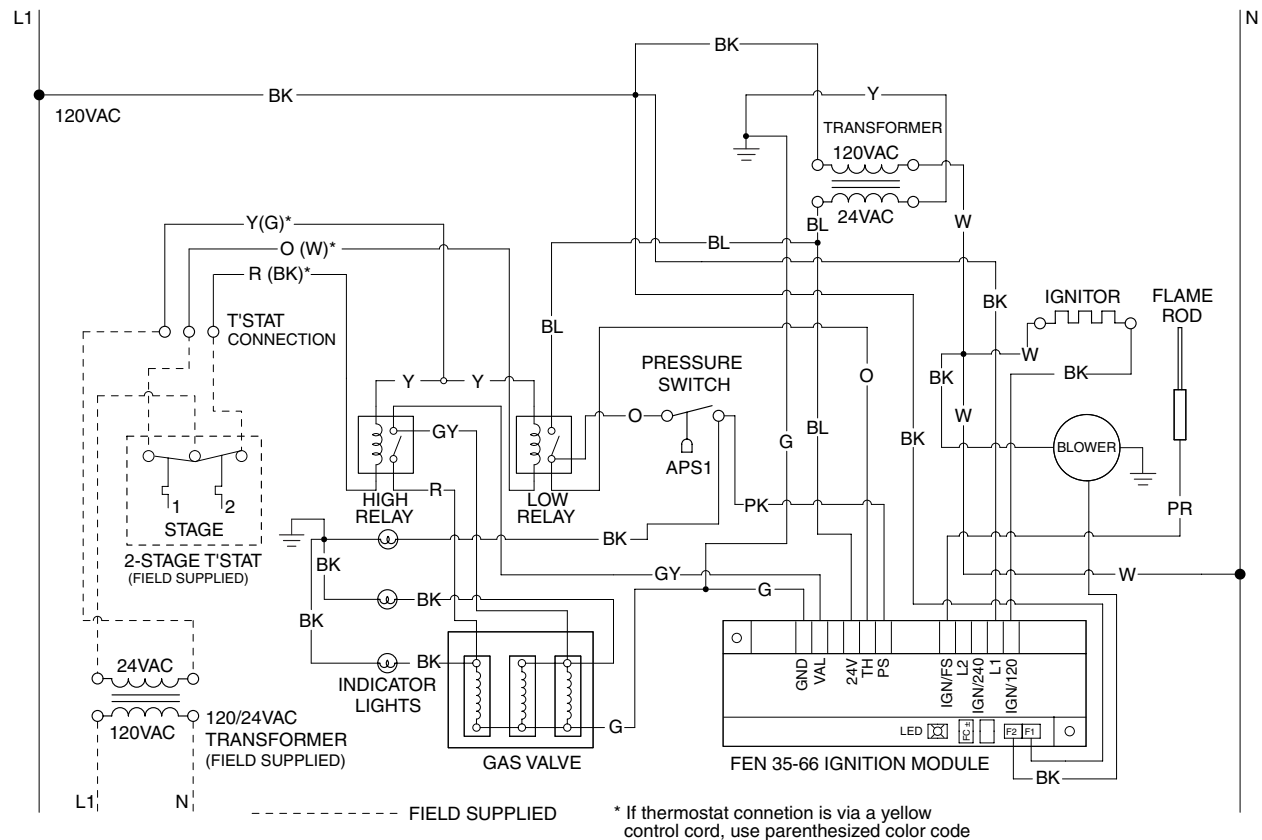 L1
N
BK
BK
120VAC
Y
TRANSFORMER
120VAC
24VAC
BL
W
Y(G)*
O (W)*
BL
R (BK)*
BK
IGNITOR
FLAME
ROD
T'STAT
CONNECTION
BL
PRESSURE
SWITCH
W
Y
Y
O
BK
BK
O
W
GY
G
BL
BK
BLOWER
APS1
R
HIGH
RELAY
LOW
RELAY
1
2
STAGE
PK
PR
2-STAGE T'STAT
(FIELD SUPPLIED)
BK
BK
GY
W
BK
G
BK
BK
INDICATOR
LIGHTS
GND
VAL
24V
TH
PS
IGN/FS
L2
IGN/240
L1
IGN/120
24VAC
120VAC
120/24VAC
TRANSFORMER
(FIELD SUPPLIED)
G
LED
FC ±
F2
F1
GAS VALVE
FEN 35-66 IGNITION MODULE
BK
L1
N
FIELD SUPPLIED
* If thermostat connetion is via a yellow
control cord, use parenthesized color code